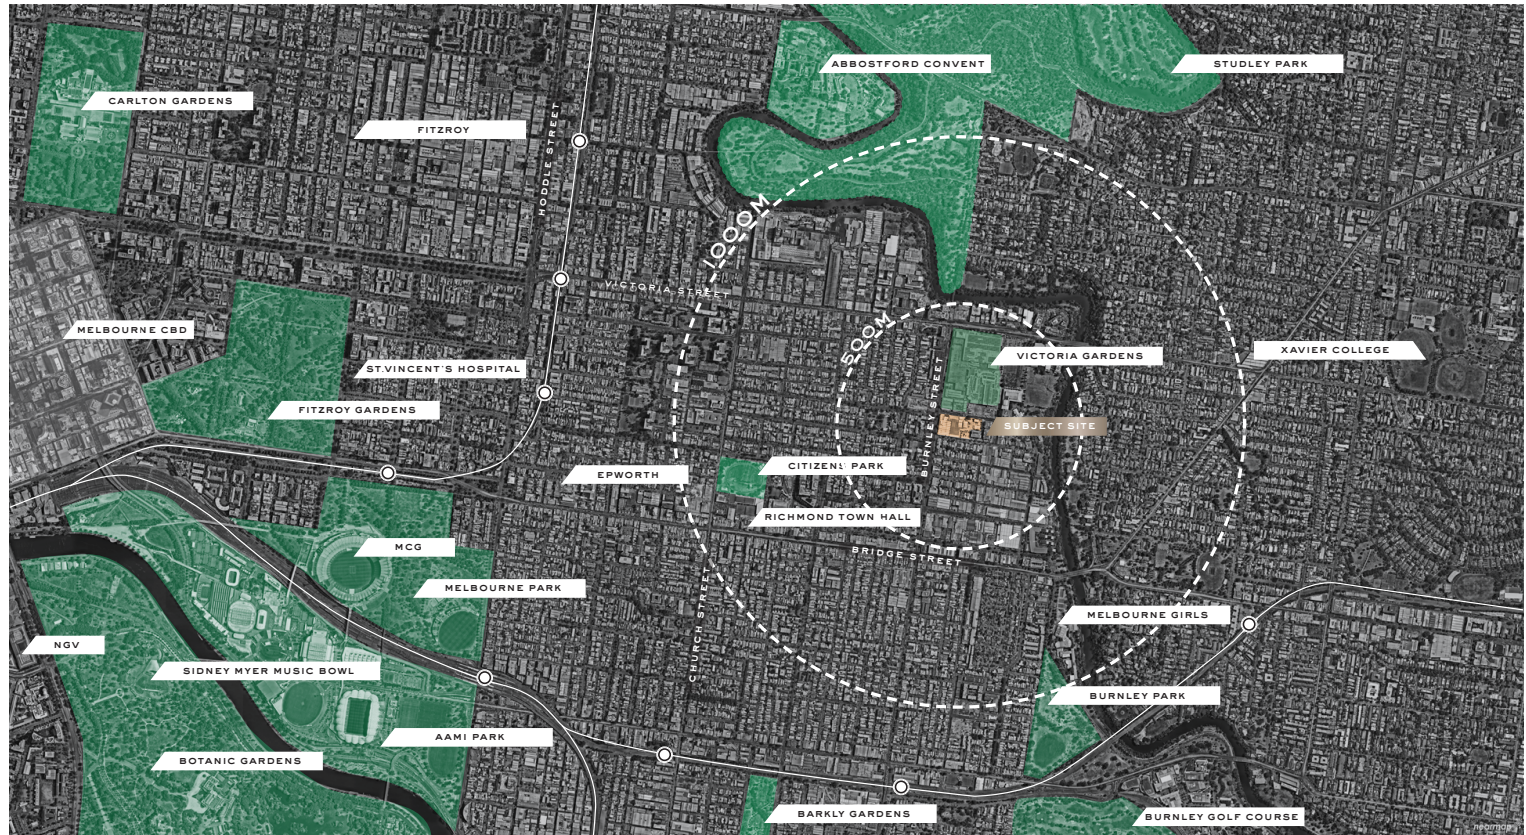 ABBOSTFORD CONVENT
STUDLEY PARK
CARLTON GARDENS
FITZROY
HODDLE STREET
1000M
VICTORIA STREET
500M
MELBOURNE CBD
VICTORIA GARDENS
XAVIER COLLEGE
ST.VINCENT'S HOSPITAL
FITZROY GARDENS
BURNLEY STREET
SUBJECT SITE
EPWORTH
CITIZENS PARK
RICHMOND TOWN HALL
MCG
BRIDGE STREET
MELBOURNE PARK
MELBOURNE GIRLS
CHURCH STREET
NGV
SIDNEY MYER MUSIC BOWL
BURNLEY PARK
AAMI PARK
BOTANIC GARDENS
BARKLY GARDENS
BURNLEY GOLF COURSE
nearmap